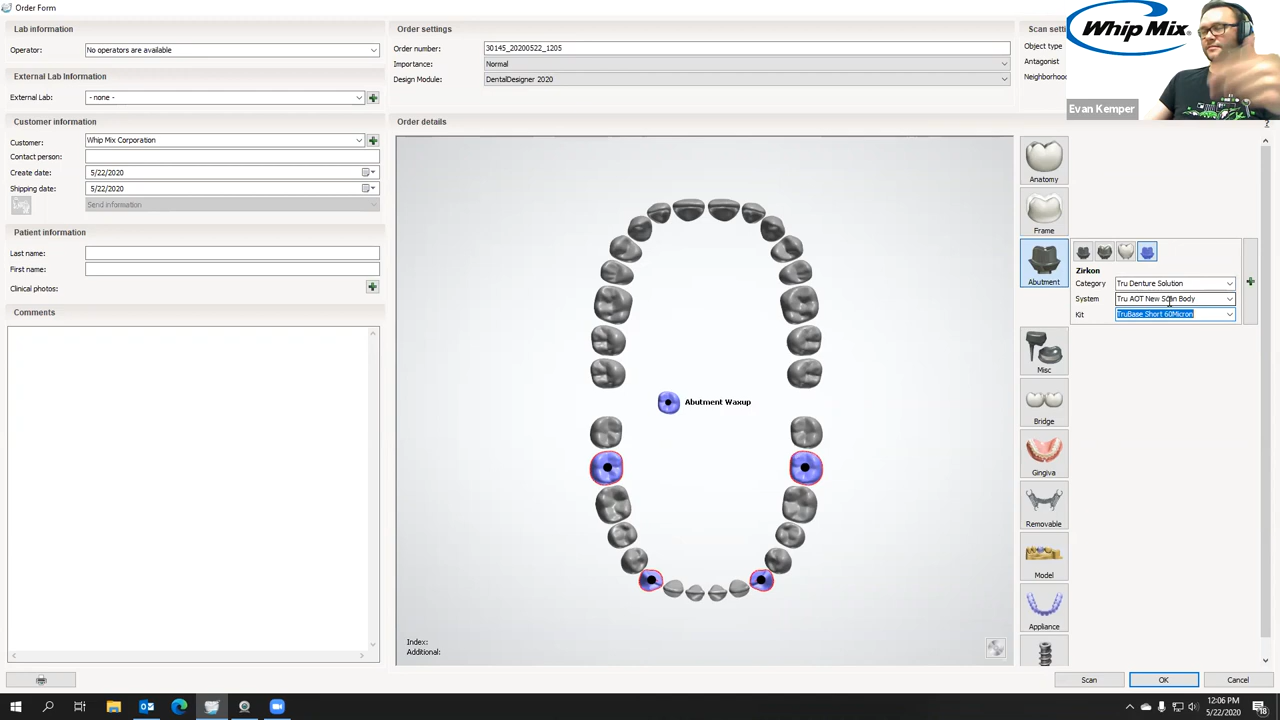 Order Form
Lab information
Operator:
No operators are available
External Lab Information
External Lab:
- none -
Customer information
Customer:
Whip Mix Corporation
Contact person:
Create date:
5/22/2020
Shipping date:
5/22/2020
Send information
Patient information
Last name:
First name:
Clinical photos:
Comments
Order settings
Order number:
30145_20200522_1205
Importance:
Normal
Design Module:
DentalDesigner 2020
Order details
Abutment Waxup
Index:
Additional:
Object type
Antagonist
Whip Mix
Evan Kemper
?
Anatomy
Frame
Abutment
Misc
Bridge
Gingiva
Removable
Model
Appliance
Zirkon
Category
Tru Denture Solution
System
Tru AOT New Scan Body
Kit
TruBase Short 60Micron
Scan
OK
Cancel
12:06 PM
5/22/2020
18